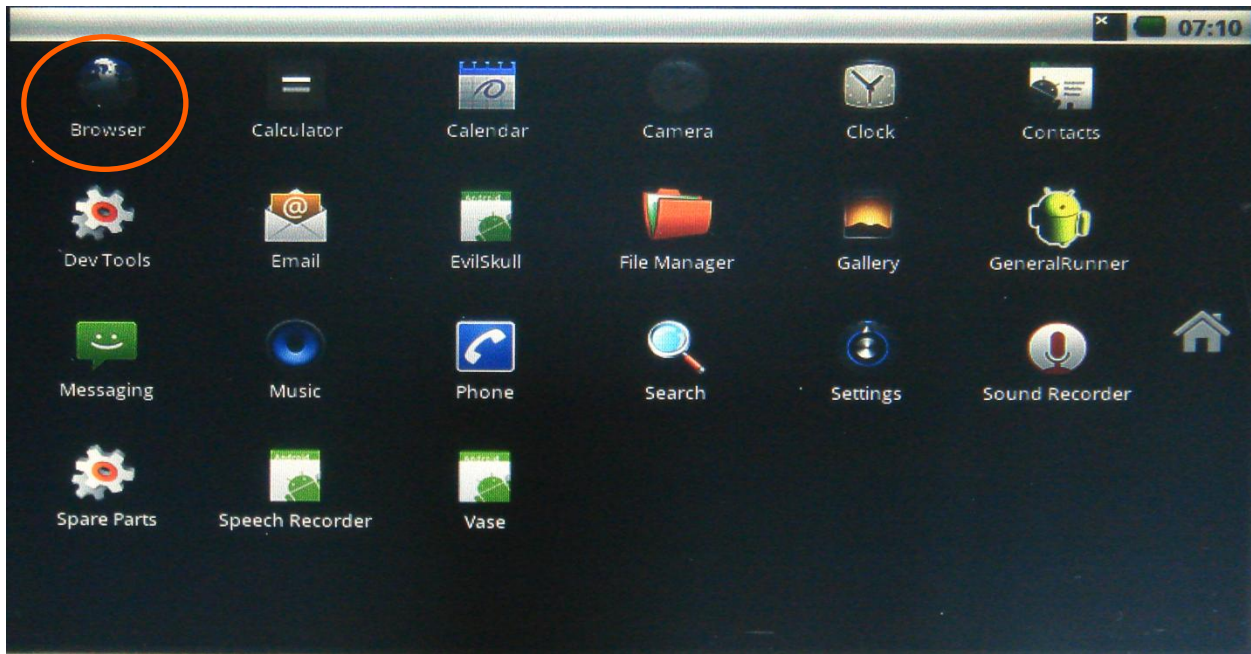 07:10
Browser Calculator Calendar Camera Clock Contacts
Dev Tools Email EvilSkull File Manager Gallery GeneralRunner
Messaging Music Phone Search Settings Sound Recorder
Spare Parts Speech Recorder Vase